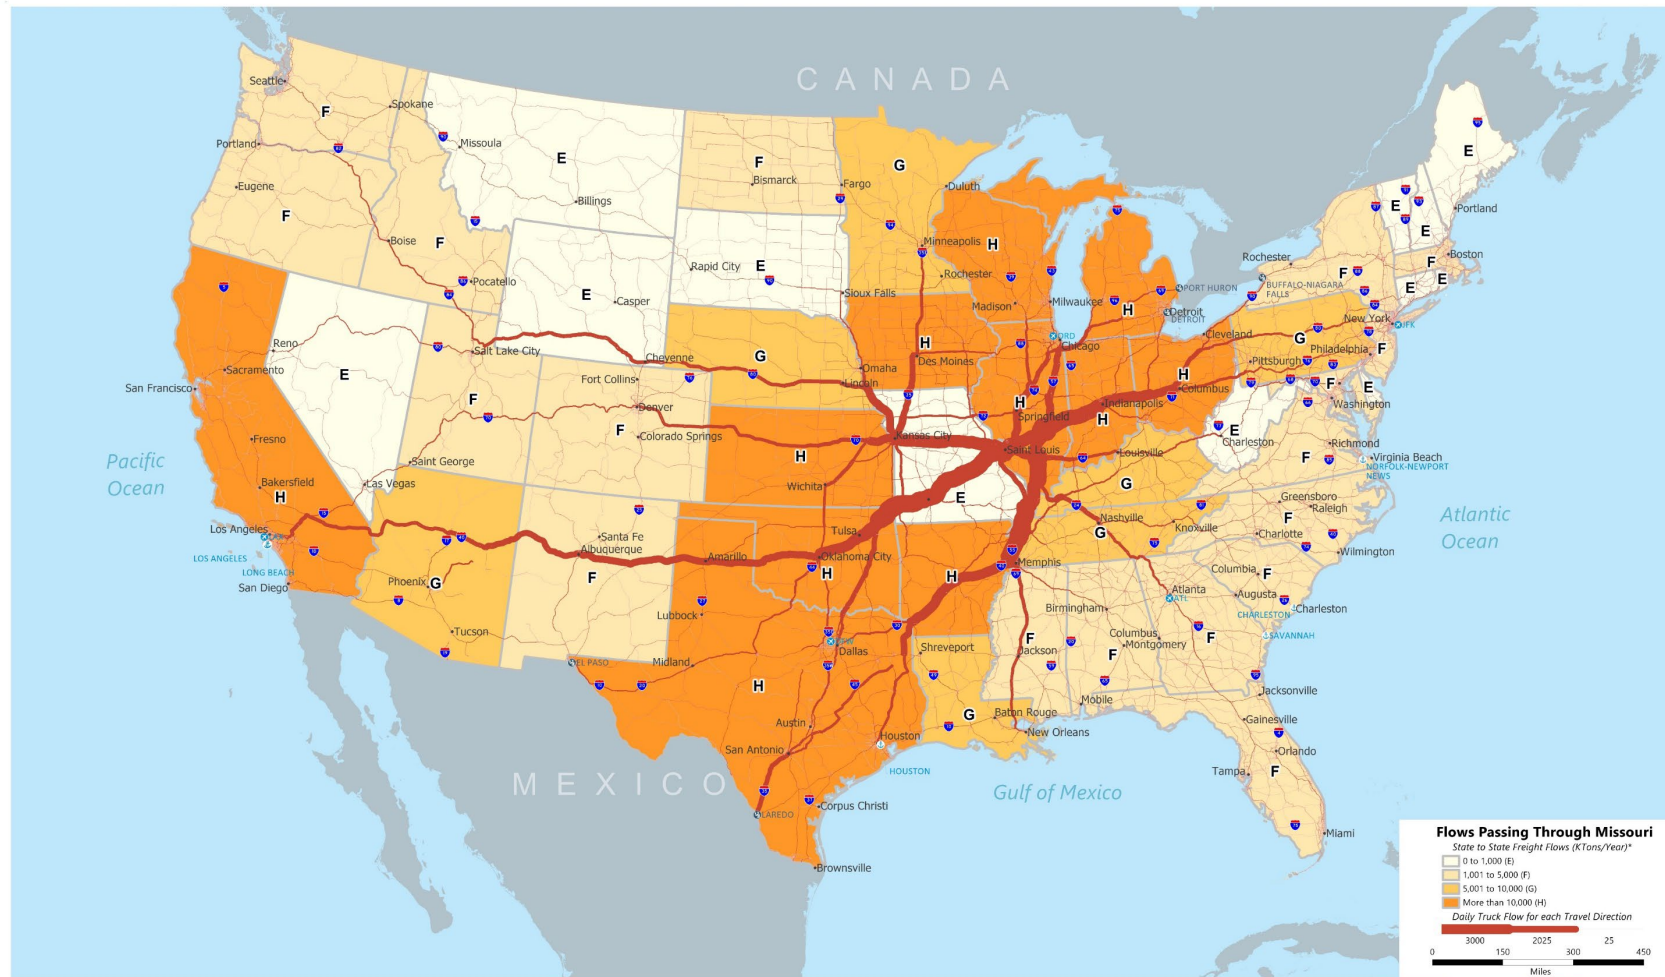 CANADA
Seattle
F
Spokane
Missoula
E
F
Bismarck
Fargo
G
Duluth
E
Portland
Eugene
F
Boise
F
Pocatello
Billings
E
Casper
Rapid City
E
Sioux Falls
Minneapolis
Rochester
H
Madison
Milwaukee
H
PORT HURON
Detroit
DETROIT
Rochester
BUFFALO-NIAGARA
FALLS
F
E
E
Portland
Boston
F
E
E
Reno
Sacramento
San Francisco
E
Salt Lake City
F
Cheyenne
Fort Collins
Denver
F
Colorado Springs
G
Omaha
Lincoln
H
Des Moines
ORD
Chicago
H
Springfield
H
Indianapolis
H
Columbus
Cleveland
G
Pittsburgh
Philadelphia
New York
JFK
F
F
E
Washington
Fresno
Bakersfield
H
Saint George
Las Vegas
H
Wichita
Kansas City
E
Saint Louis
Louisville
G
E
Charleston
F
Richmond
Virginia Beach
NORFOLK-NEWPORT
NEWS
Pacific
Ocean
Los Angeles
LOS ANGELES
LONG BEACH
San Diego
Phoenix
G
Tucson
Santa Fe
Albuquerque
F
Amarillo
Lubbock
Tulsa
Oklahoma City
H
H
Memphis
Nashville
G
Knoxville
Greensboro
Raleigh
F
Charlotte
Wilmington
Atlantic
Ocean
EL PASO
Midland
H
Dallas
Shreveport
G
Baton Rouge
New Orleans
F
Jackson
Birmingham
F
Montgomery
Columbus
Mobile
Atlanta
ATL
F
Augusta
Columbia
F
CHARLESTON
Charleston
SAVANNAH
Jacksonville
Gainesville
Orlando
Tampa
F
Miami
Austin
San Antonio
Houston
HOUSTON
LAREDO
Corpus Christi
Brownsville
MEXICO
Gulf of Mexico
Flows Passing Through Missouri
State to State Freight Flows (KTons/Year)*
0 to 1,000 (E)
1,001 to 5,000 (F)
5,001 to 10,000 (G)
More than 10,000 (H)
Daily Truck Flow for each Travel Direction
3000 2025 25
0 150 300 450
Miles